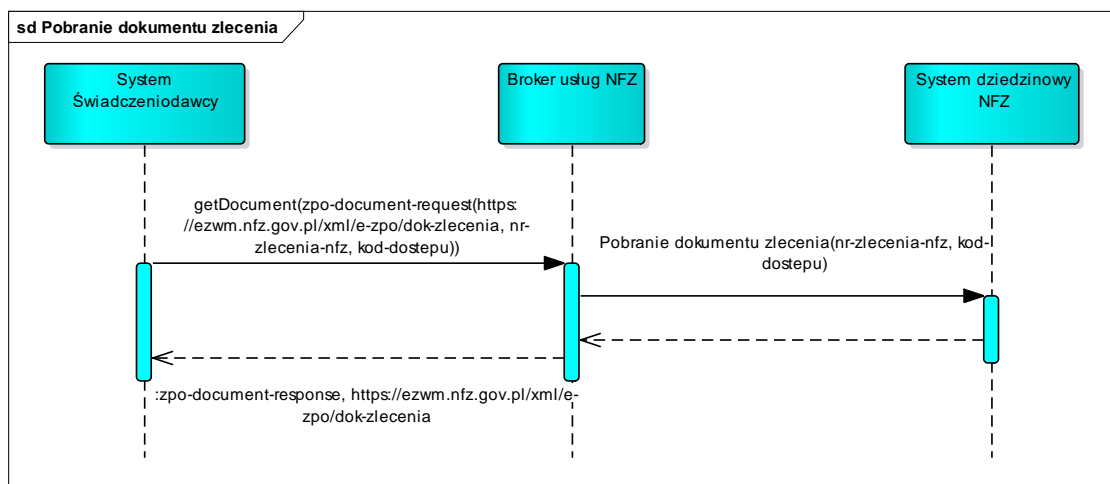 sd Pobranie dokumentu zlecenia
System
Świadczeniodawcy
Broker usług NFZ
System dziedzinowy
NFZ
getDocument(zpo-document-request(https:
//ezwm.nfz.gov.pl/xml/e-zpo/dok-zlecenia, nr-
zlecenia-nfz, kod-dostepu))
Pobranie dokumentu zlecenia(nr-zlecenia-nfz, kod-
dostepu)
:zpo-document-response, https://ezwm.nfz.gov.pl/xml/e-
zpo/dok-zlecenia